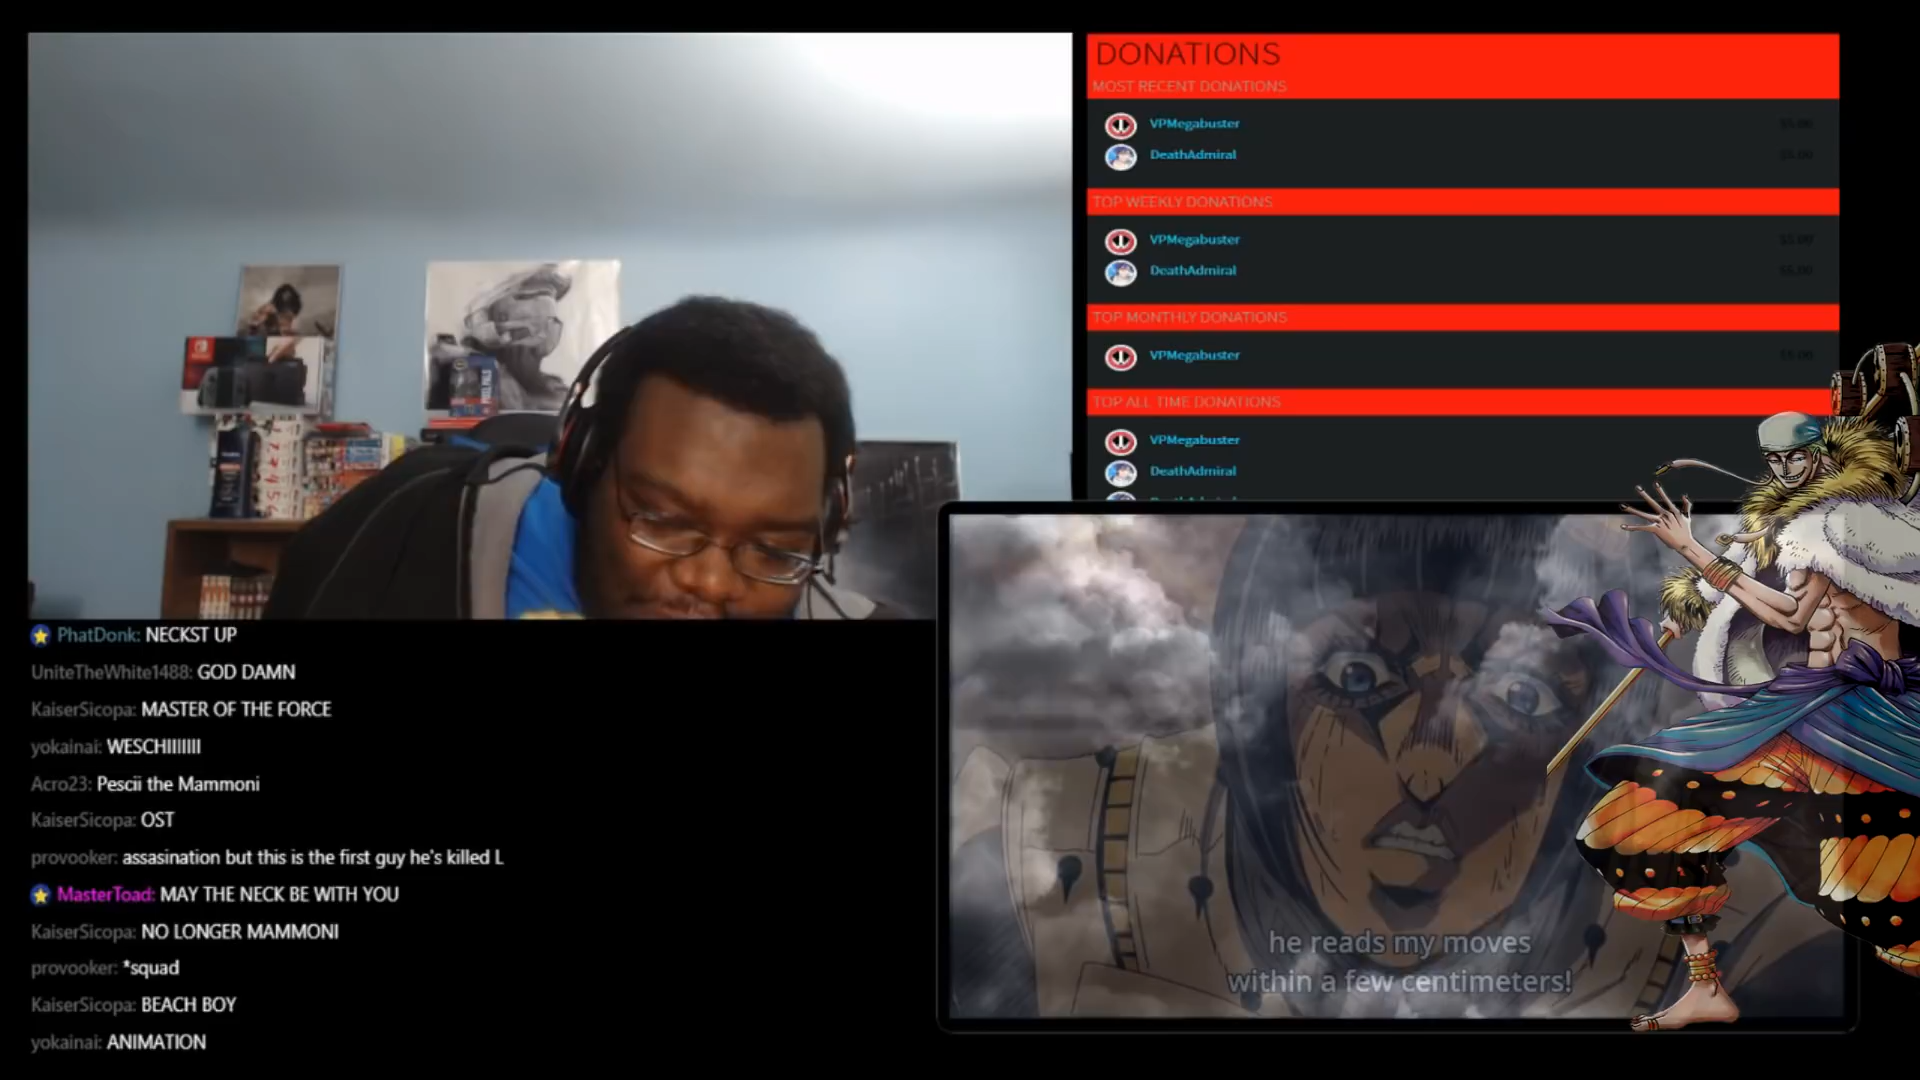 DONATIONS
MOST RECENT DONATIONS
VPMegabuster
DeathAdmiral
TOP WEEKLY DONATIONS
VPMegabuster
DeathAdmiral
TOP MONTHLY DONATIONS
VPMegabuster
TOP ALL TIME DONATIONS
VPMegabuster
DeathAdmiral
PhatDonk: NECKST UP
UniteTheWhite1488: GOD DAMN
KaiserSicopa: MASTER OF THE FORCE
yokainai: WESCHIIIIIII
Acro23: Pescii the Mammoni
KaiserSicopa: OST
provooker: assasination but this is the first guy he's killed L
MasterToad: MAY THE NECK BE WITH YOU
KaiserSicopa: NO LONGER MAMMONI
provooker: *squad
KaiserSicopa: BEACH BOY
yokainai: ANIMATION
he reads my moves
within a few centimeters!